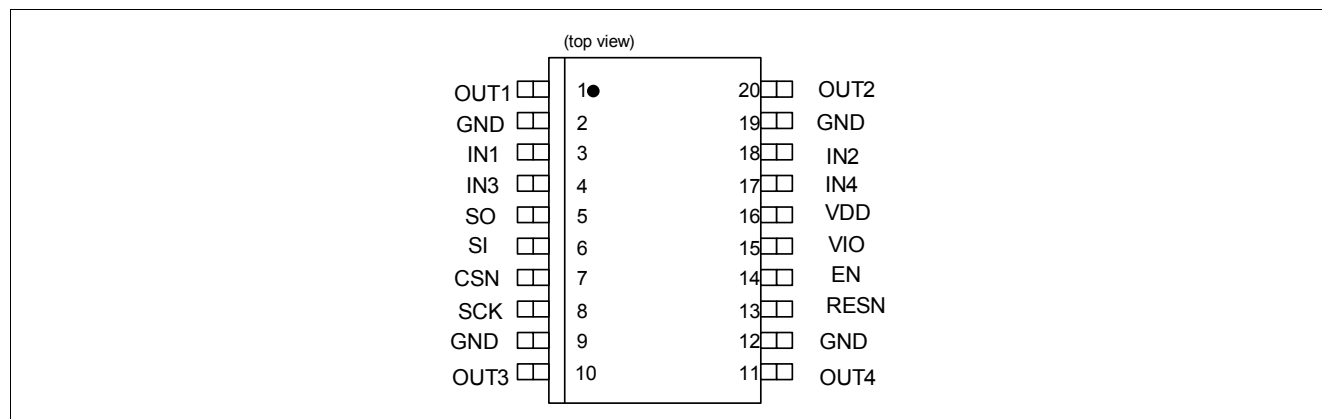 (top view)
OUT1 1 20 OUT2
GND 2 19 GND
IN1 3 18 IN2
IN3 4 17 IN4
SO 5 16 VDD
SI 6 15 VIO
CSN 7 14 EN
SCK 8 13 RESN
GND 9 12 GND
OUT3 10 11 OUT4